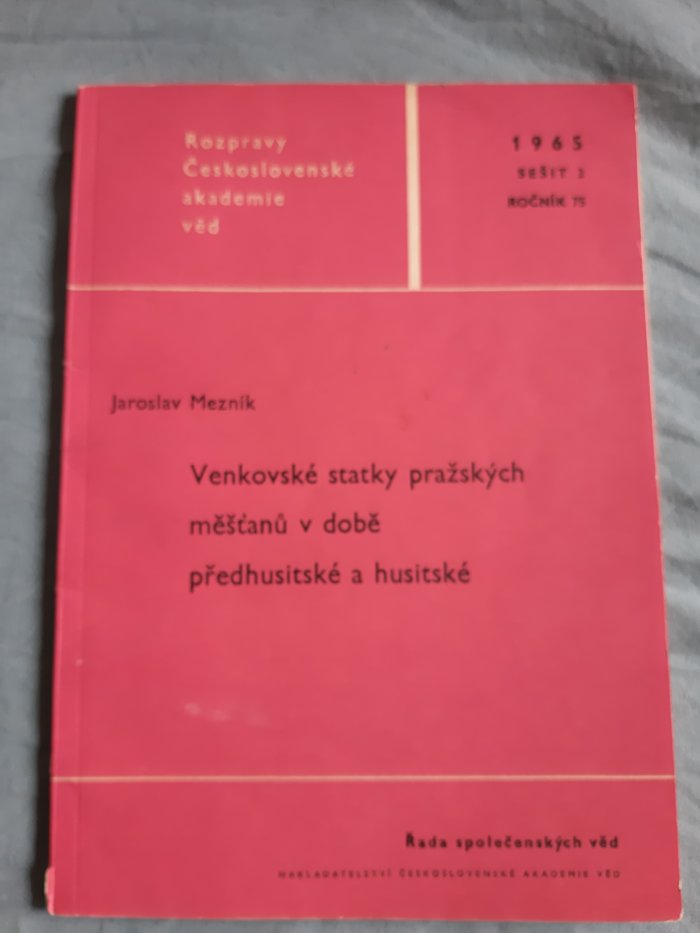 Rozpravy
Československé
akademie
věd
1965
SEŠIT 2
ROČNÍK 75
Jaroslav Mezník
Venkovské statky pražských
měšťanů v době
předhusitské a husitské
Řada společenských věd
NAKLADATELSTVÍ ČESKOSLOVENSKÉ AKADEMIE VĚD